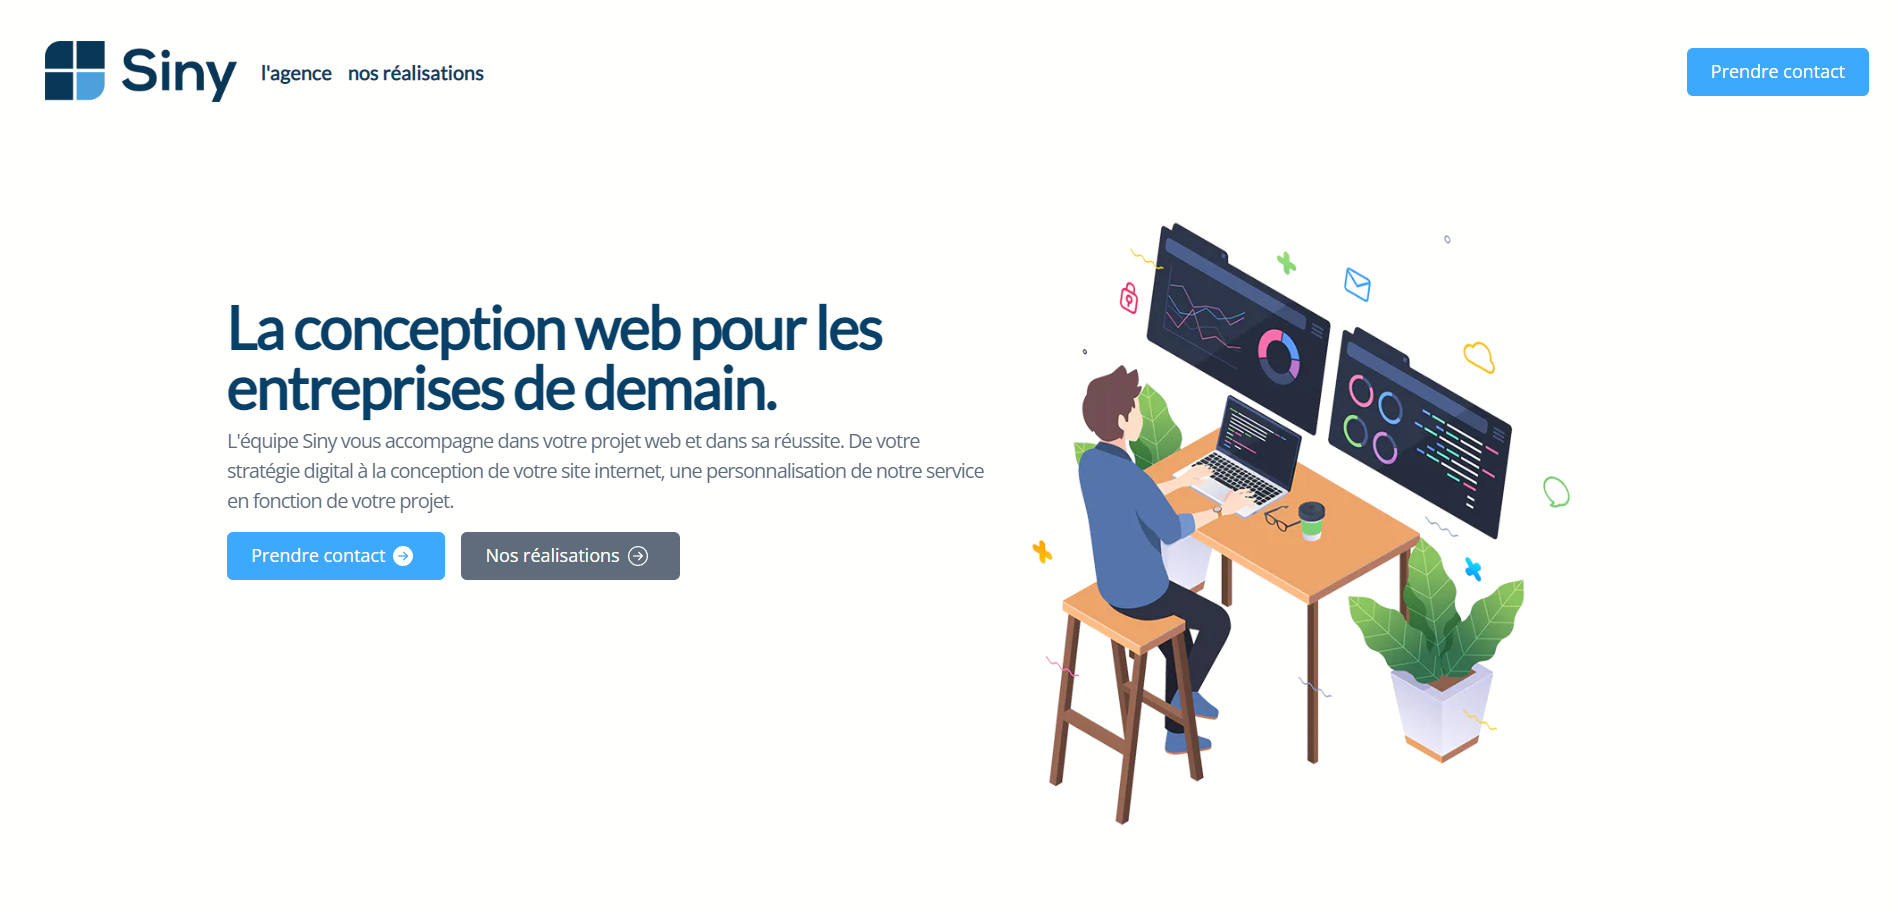 Siny
l'agence nos réalisations
Prendre contact
La conception web pour les
entreprises de demain.
L'équipe Siny vous accompagne dans votre projet web et dans sa réussite. De votre
stratégie digital à la conception de votre site internet, une personnalisation de notre service
en fonction de votre projet.
Prendre contact
Nos réalisations